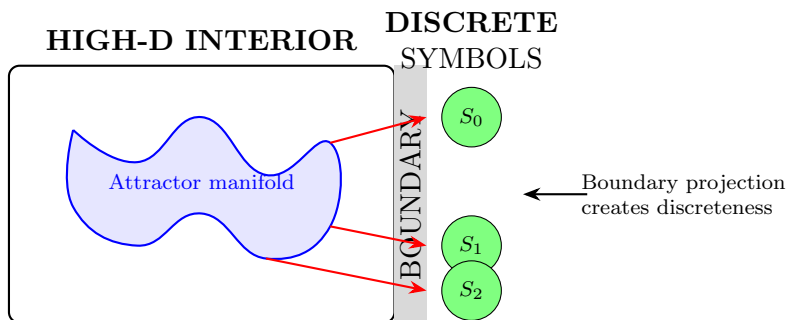 HIGH-D INTERIOR
DISCRETE
SYMBOLS
Attractor manifold
BOUNDARY
S₀
S₁
S₂
Boundary projection
creates discreteness